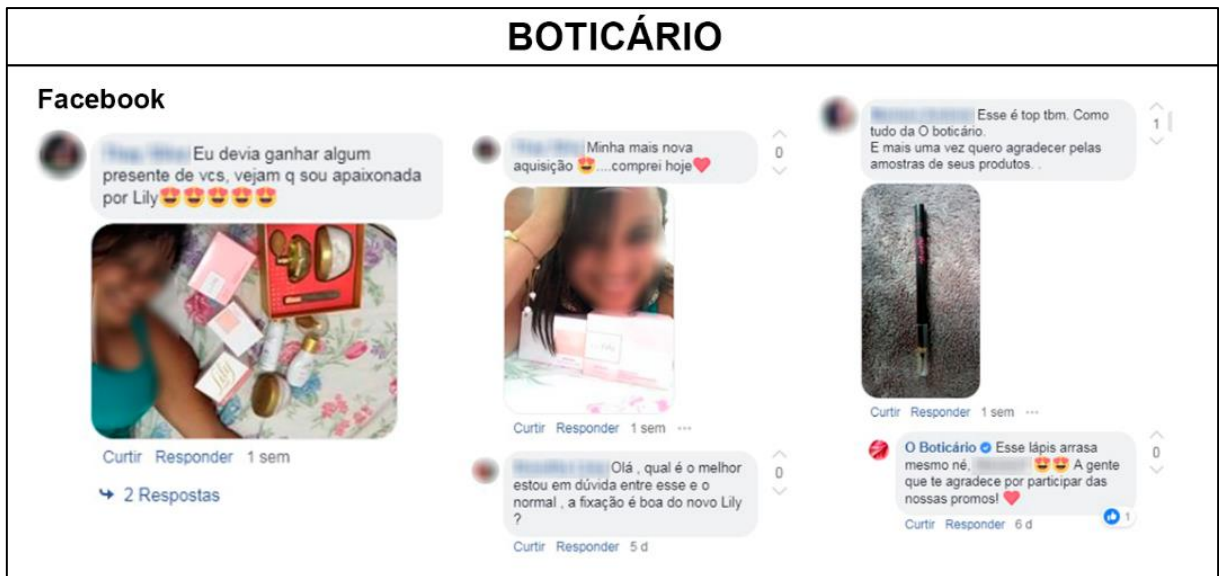 BOTICÁRIO
Facebook
Eu devia ganhar algum
presente de vcs, vejam q sou apaixonada
por Lily😍😍😍😍😍
Lily
Curtir Responder 1 sem
2 Respostas
Minha mais nova
aquisição 😍....comprei hoje❤
0
Lily
Curtir Responder 1 sem ...
Olá , qual é o melhor
estou em dúvida entre esse e o
normal , a fixação é boa do novo Lily
?
0
Curtir Responder 5 d
Esse é top tbm. Como
tudo da O boticário.
E mais uma vez quero agradecer pelas
amostras de seus produtos. .
1
Curtir Responder 1 sem ...
O Boticário Esse lápis arrasa
mesmo né, 😍😍 A gente
que te agradece por participar das
nossas promos! ❤
0
Curtir Responder 6 d
1